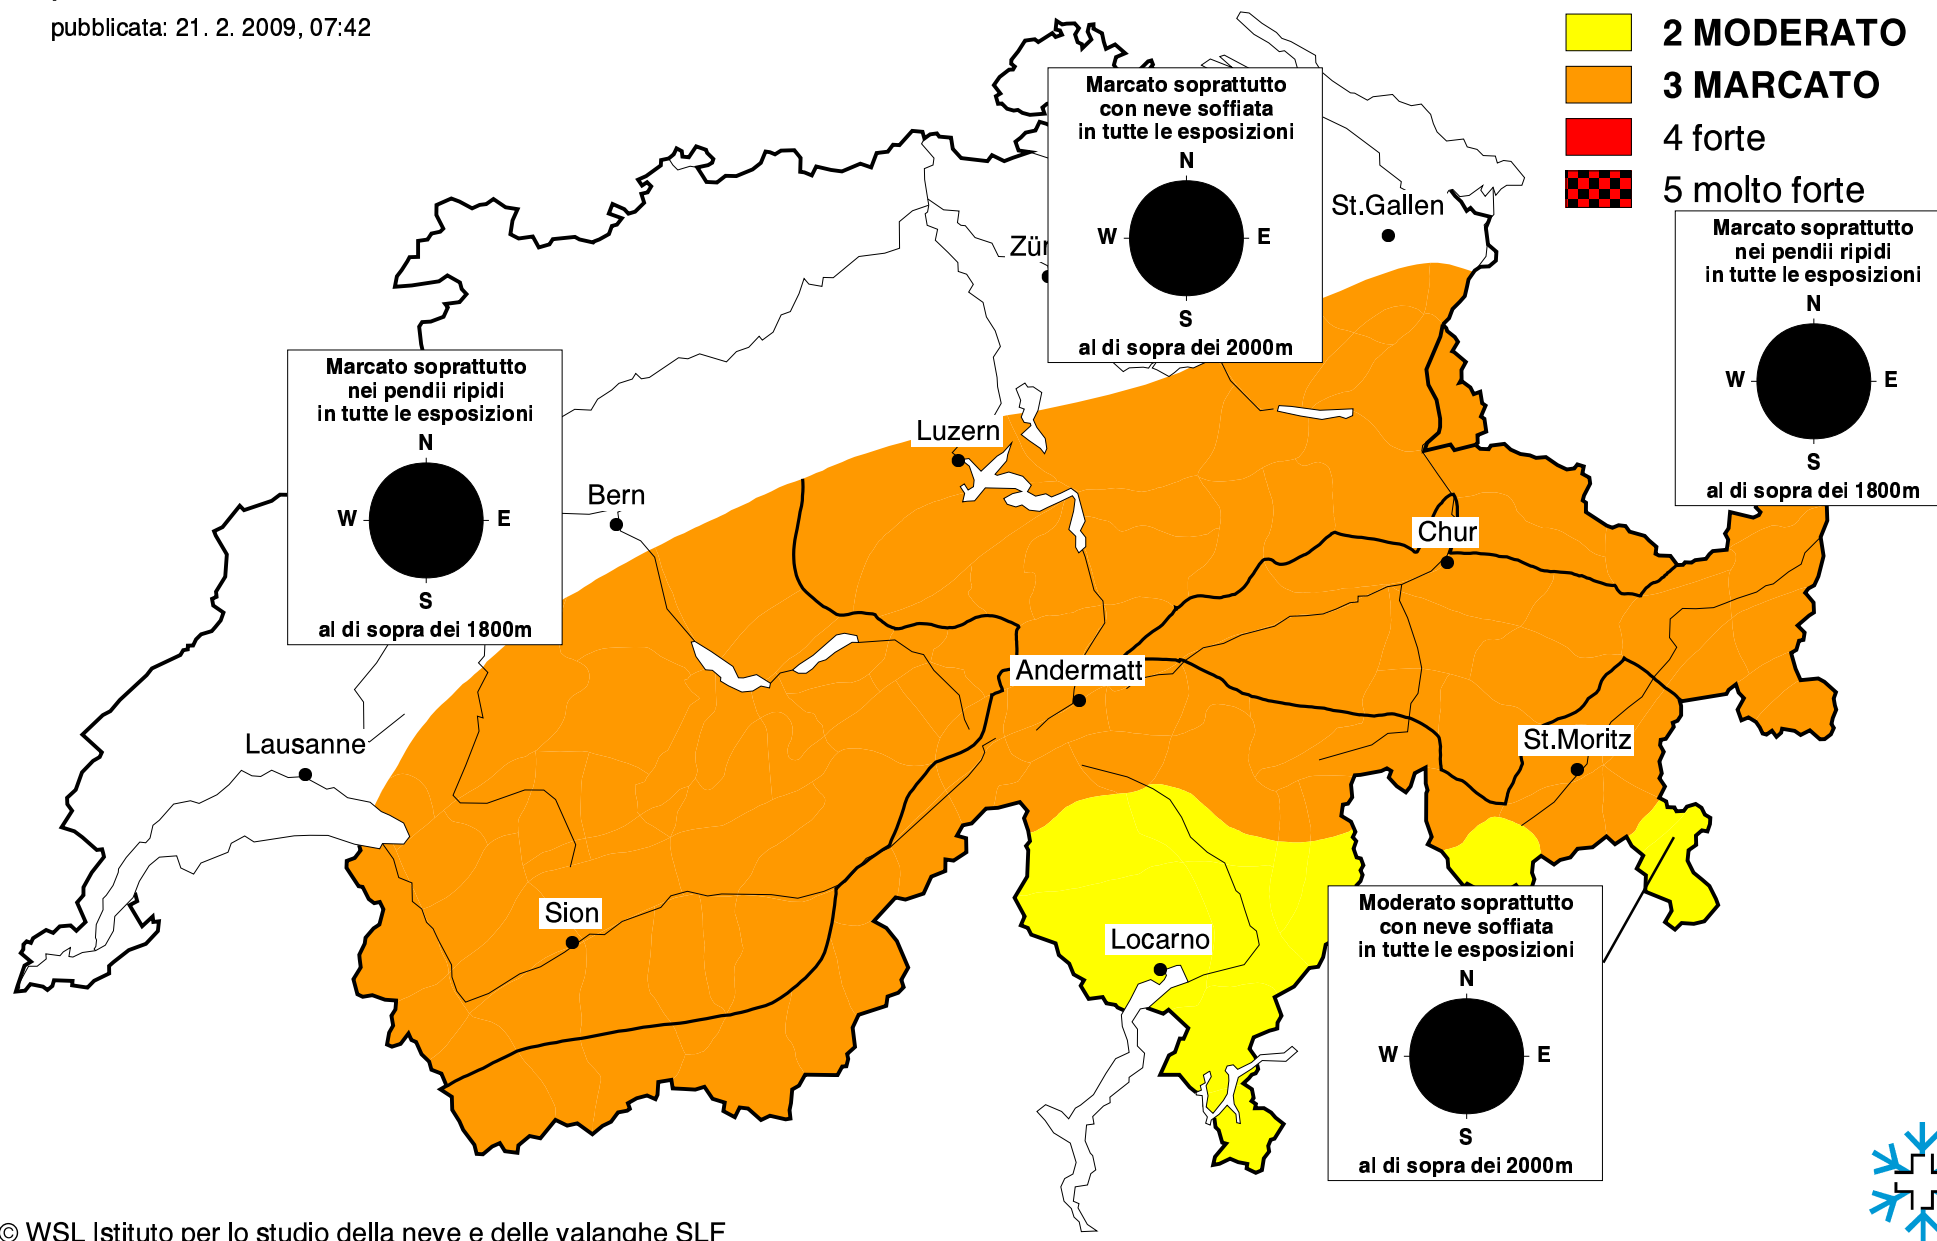 pubblicata: 21. 2. 2009, 07:42
2 MODERATO
3 MARCATO
4 forte
5 molto forte
Marcato soprattutto
con neve soffiata
in tutte le esposizioni
N
W E
S
al di sopra dei 2000m
Marcato soprattutto
nei pendii ripidi
in tutte le esposizioni
N
W E
S
al di sopra dei 1800m
St.Gallen
Zür
Marcato soprattutto
nei pendii ripidi
in tutte le esposizioni
N
W E
S
al di sopra dei 1800m
Luzern
Bern
Chur
Andermatt
Lausanne
St.Moritz
Sion
Locarno
Moderato soprattutto
con neve soffiata
in tutte le esposizioni
N
W E
S
al di sopra dei 2000m
© WSL Istituto per lo studio della neve e delle valanghe SLF